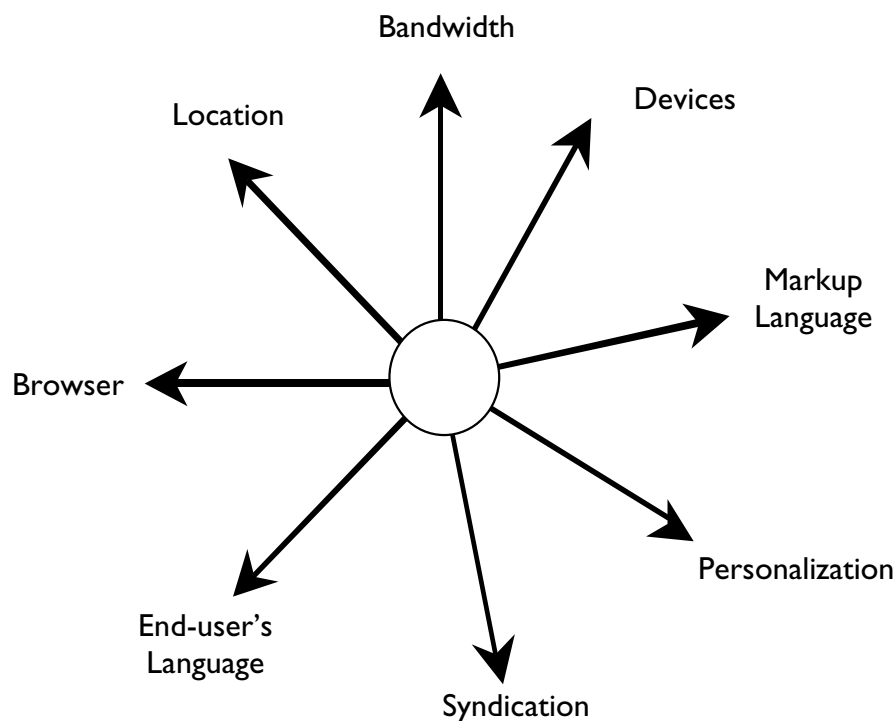 Bandwidth
Devices
Location
Markup
Language
Browser
Personalization
End-user’s
Language
Syndication